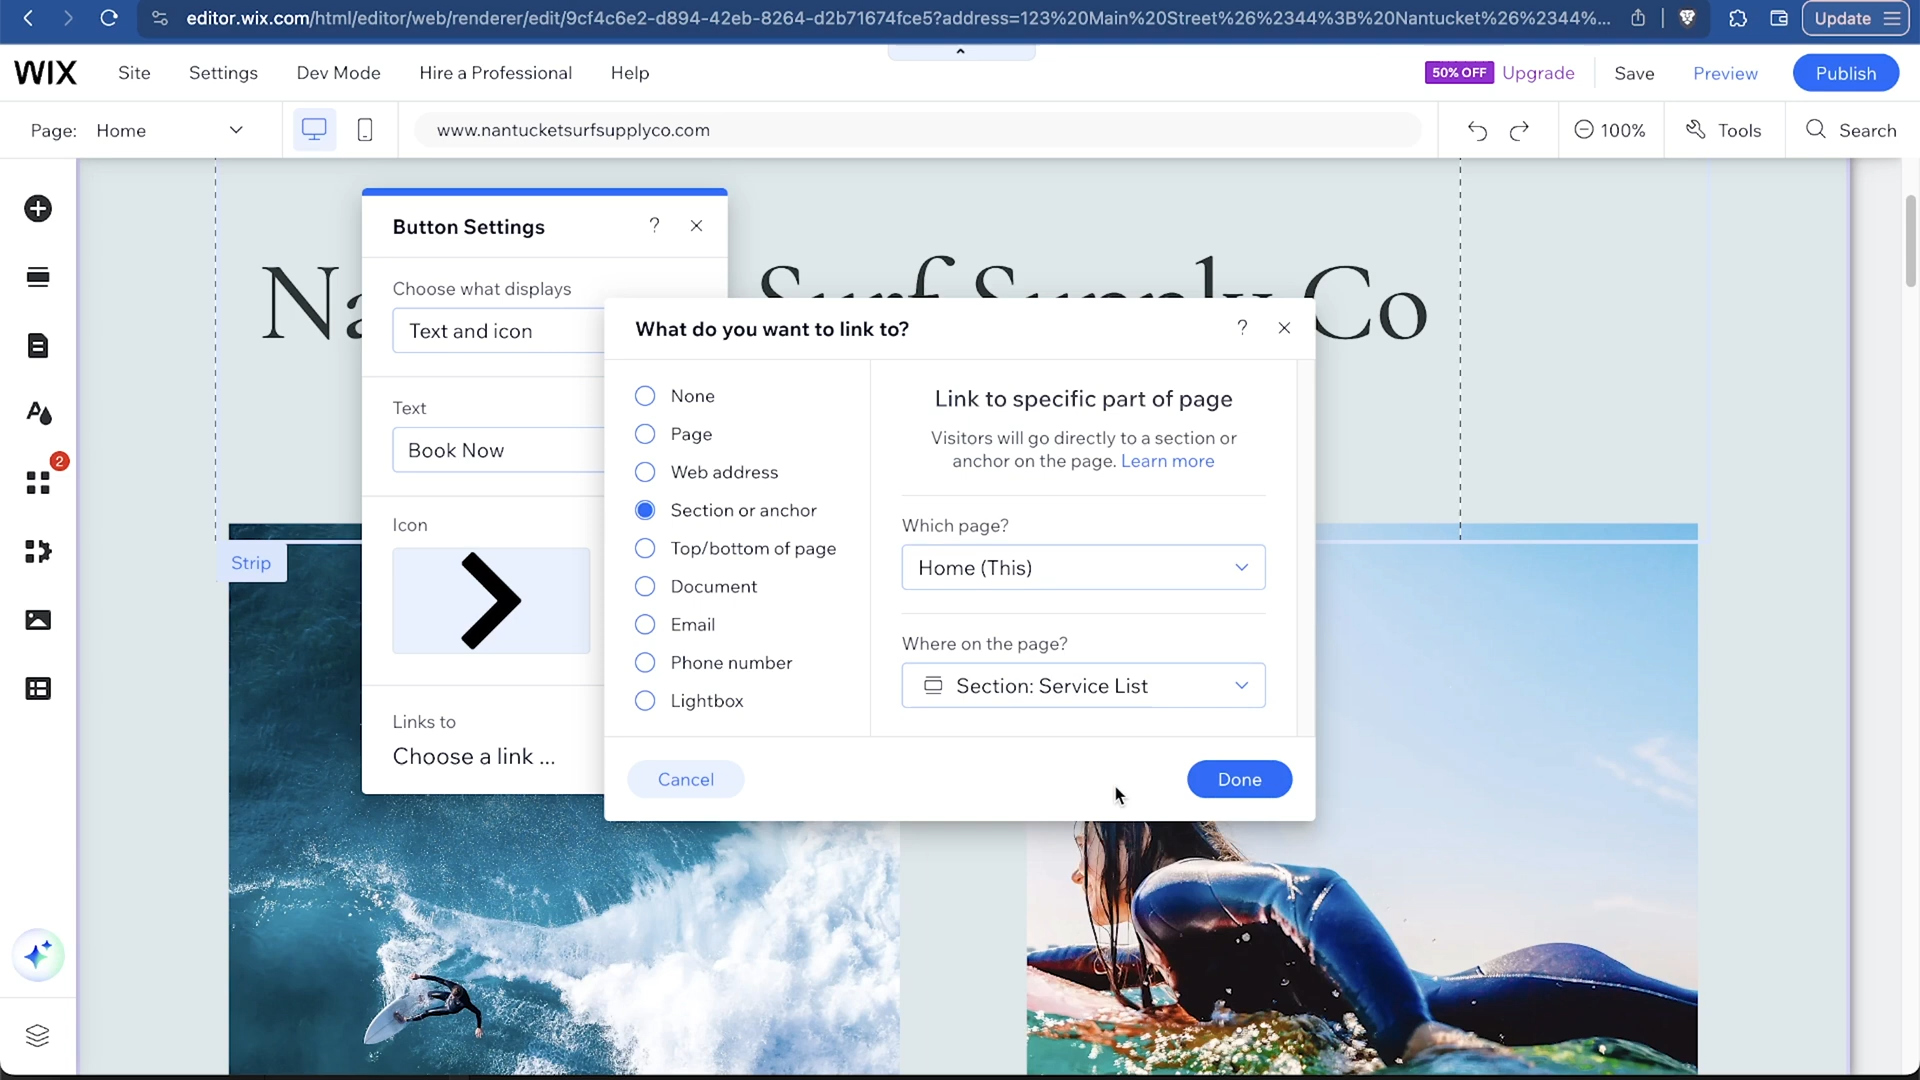 editor.wix.com/html/editor/web/renderer/edit/9cf4c6e2-d894-42eb-8264-d2b71674fce5?address=123%20Main%20Street%26%2344%3B%20Nantucket%26%2344%...
Update
WIX
Site
Settings
Dev Mode
Hire a Professional
Help
50% OFF
Upgrade
Save
Preview
Publish
Page:
Home
www.nantucketsurfsupplyco.com
100%
Tools
Search
Button Settings
?
Choose what displays
Text and icon
Text
Book Now
Icon
Links to
Choose a link ...
Surf Supply Co
What do you want to link to?
?
None
Page
Web address
Section or anchor
Top/bottom of page
Document
Email
Phone number
Lightbox
Link to specific part of page
Visitors will go directly to a section or
anchor on the page. Learn more
Which page?
Home (This)
Where on the page?
Section: Service List
Cancel
Done
Strip
2